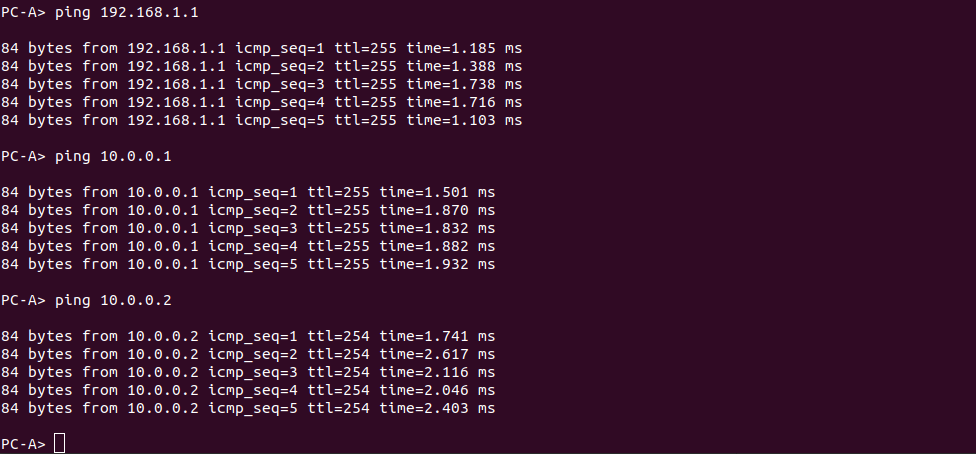 PC-A> ping 192.168.1.1
84 bytes from 192.168.1.1 icmp_seq=1 ttl=255 time=1.185 ms
84 bytes from 192.168.1.1 icmp_seq=2 ttl=255 time=1.388 ms
84 bytes from 192.168.1.1 icmp_seq=3 ttl=255 time=1.738 ms
84 bytes from 192.168.1.1 icmp_seq=4 ttl=255 time=1.716 ms
84 bytes from 192.168.1.1 icmp_seq=5 ttl=255 time=1.103 ms
PC-A> ping 10.0.0.1
84 bytes from 10.0.0.1 icmp_seq=1 ttl=255 time=1.501 ms
84 bytes from 10.0.0.1 icmp_seq=2 ttl=255 time=1.870 ms
84 bytes from 10.0.0.1 icmp_seq=3 ttl=255 time=1.832 ms
84 bytes from 10.0.0.1 icmp_seq=4 ttl=255 time=1.882 ms
84 bytes from 10.0.0.1 icmp_seq=5 ttl=255 time=1.932 ms
PC-A> ping 10.0.0.2
84 bytes from 10.0.0.2 icmp_seq=1 ttl=254 time=1.741 ms
84 bytes from 10.0.0.2 icmp_seq=2 ttl=254 time=2.617 ms
84 bytes from 10.0.0.2 icmp_seq=3 ttl=254 time=2.116 ms
84 bytes from 10.0.0.2 icmp_seq=4 ttl=254 time=2.046 ms
84 bytes from 10.0.0.2 icmp_seq=5 ttl=254 time=2.403 ms
PC-A>